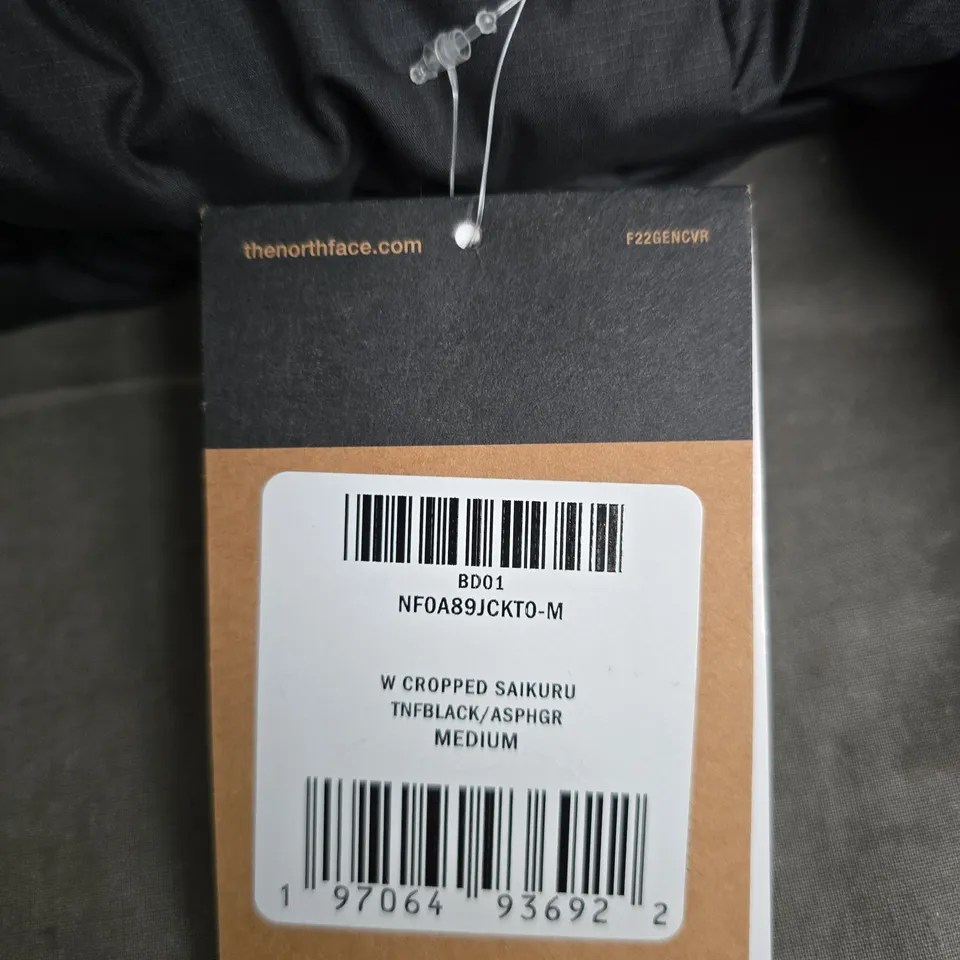 thenorthface.com
F22GENCVR
BD01
NF0A89JCKT0-M
W CROPPED SAIKURU
TNFBLACK/ASPHGR
MEDIUM
1 97064 93692 2